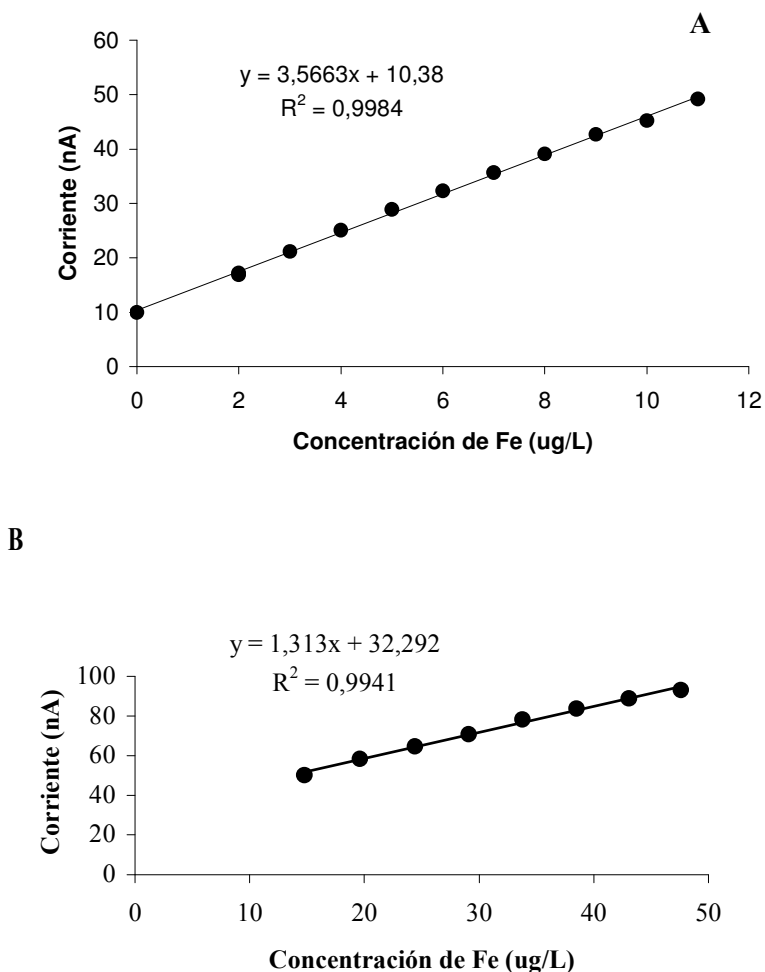 A
y = 3,5663x + 10,38
R² = 0,9984
60
50
40
30
20
10
0
Corriente (nA)
0 2 4 6 8 10 12
Concentración de Fe (ug/L)
B
y = 1,313x + 32,292
R² = 0,9941
100
80
60
40
20
0
Corriente (nA)
0 10 20 30 40 50
Concentración de Fe (ug/L)